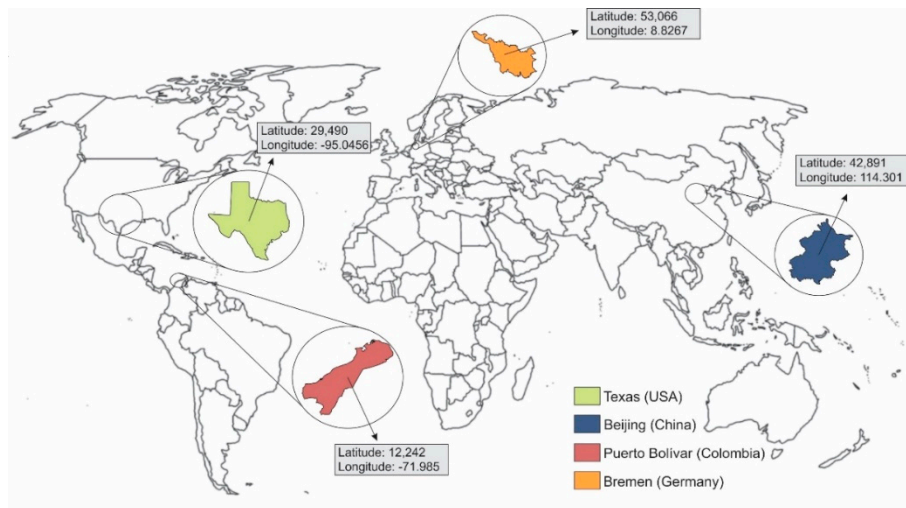 Latitude: 53,066
Longitude: 8.8267
Latitude: 29,490
Longitude: -95.0456
Latitude: 42,891
Longitude: 114.301
Latitude: 12,242
Longitude: -71.985
Texas (USA)
Beijing (China)
Puerto Bolivar (Colombia)
Bremen (Germany)